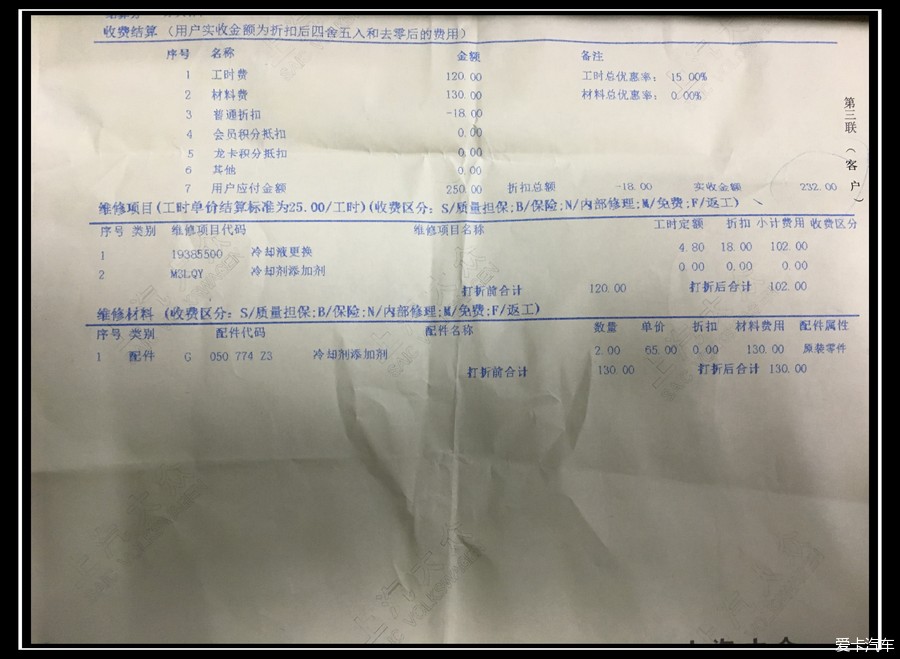 收费结算 (用户实收金额为折扣后四舍五入和去零后的费用)
序号 名称 金额 备注
1 工时费 120.00 工时总优惠率: 15.00%
2 材料费 130.00 材料总优惠率: 0.00%
3 普通折扣 -18.00
4 会员积分抵扣 0.00
5 龙卡积分抵扣 0.00
6 其他 0.00
7 用户应付金额 250.00 折扣总额 -18.00 实收金额 232.00
第三联(客户)
维修项目(工时单价结算标准为25.00/工时)(收费区分: S/质量担保;B/保险;N/内部修理;M/免费;F/返工)
序号 类别 维修项目代码 维修项目名称 工时定额 折扣 小计费用 收费区分
1 19385500 冷却液更换 4.80 18.00 102.00
2 M3LQY 冷却剂添加剂 0.00 0.00 0.00
打折前合计 120.00 打折后合计 102.00
维修材料 (收费区分: S/质量担保;B/保险;N/内部修理;M/免费;F/返工)
序号 类别 配件代码 配件名称 数量 单价 折扣 材料费用 配件属性
1 配件 G 050 774 Z3 冷却剂添加剂 2.00 65.00 0.00 130.00 原装零件
打折前合计 130.00 打折后合计 130.00
爱卡汽车